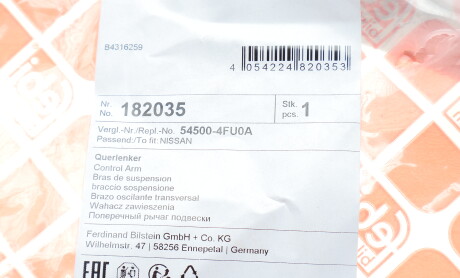 B4316259
4 054224 820353
Nr.
No. 182035
Stk.
pcs. 1
Vergl.-Nr./Repl.-No. 54500-4FU0A
Passend:/To fit: NISSAN
Querlenker
Control Arm
Bras de suspension
braccio sospensione
Brazo oscilante transversal
Wahacz zawieszenia
Поперечный рычаг подвески
Ferdinand Bilstein GmbH + Co. KG
Wilhelmstr. 47 | 58256 Ennepetal | Germany
EAC